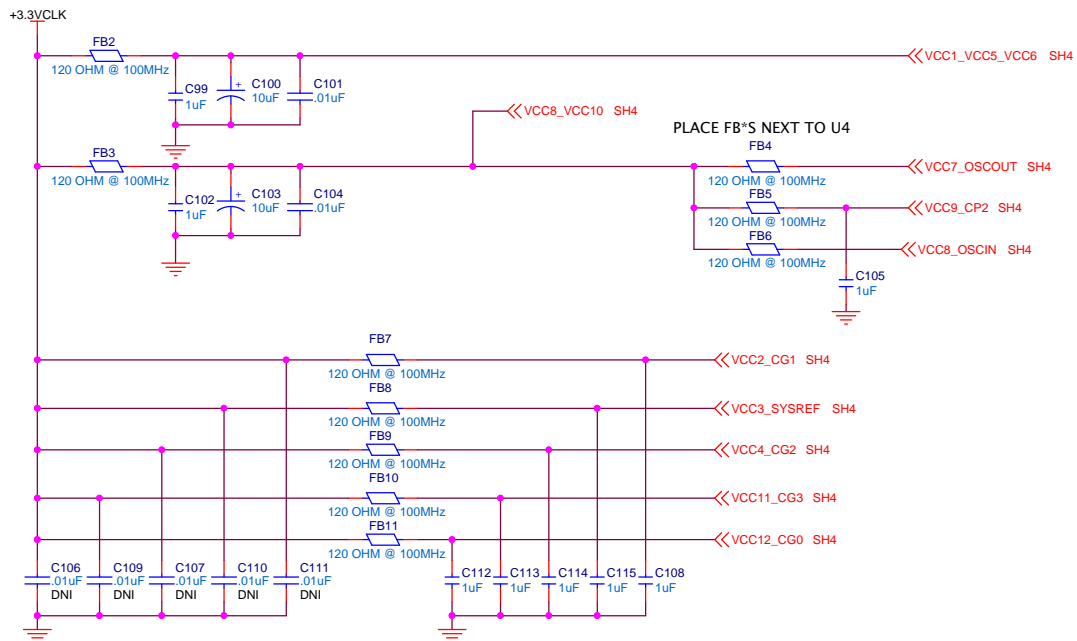 +3.3VCLK
FB2
120 OHM @ 100MHz
VCC1_VCC5_VCC6 SH4
C99
1uF
C100
10uF
C101
.01uF
+
VCC8_VCC10 SH4
PLACE FB*S NEXT TO U4
FB3
120 OHM @ 100MHz
FB4
120 OHM @ 100MHz
VCC7_OSCOUT SH4
C102
1uF
C103
10uF
C104
.01uF
+
FB5
120 OHM @ 100MHz
VCC9_CP2 SH4
FB6
120 OHM @ 100MHz
VCC8_OSCIN SH4
C105
1uF
FB7
120 OHM @ 100MHz
VCC2_CG1 SH4
FB8
120 OHM @ 100MHz
VCC3_SYSREF SH4
FB9
120 OHM @ 100MHz
VCC4_CG2 SH4
FB10
120 OHM @ 100MHz
VCC11_CG3 SH4
FB11
120 OHM @ 100MHz
VCC12_CG0 SH4
C106
.01uF
DNI
C109
.01uF
DNI
C107
.01uF
DNI
C110
.01uF
DNI
C111
.01uF
DNI
C112
1uF
C113
1uF
C114
1uF
C115
1uF
C108
1uF